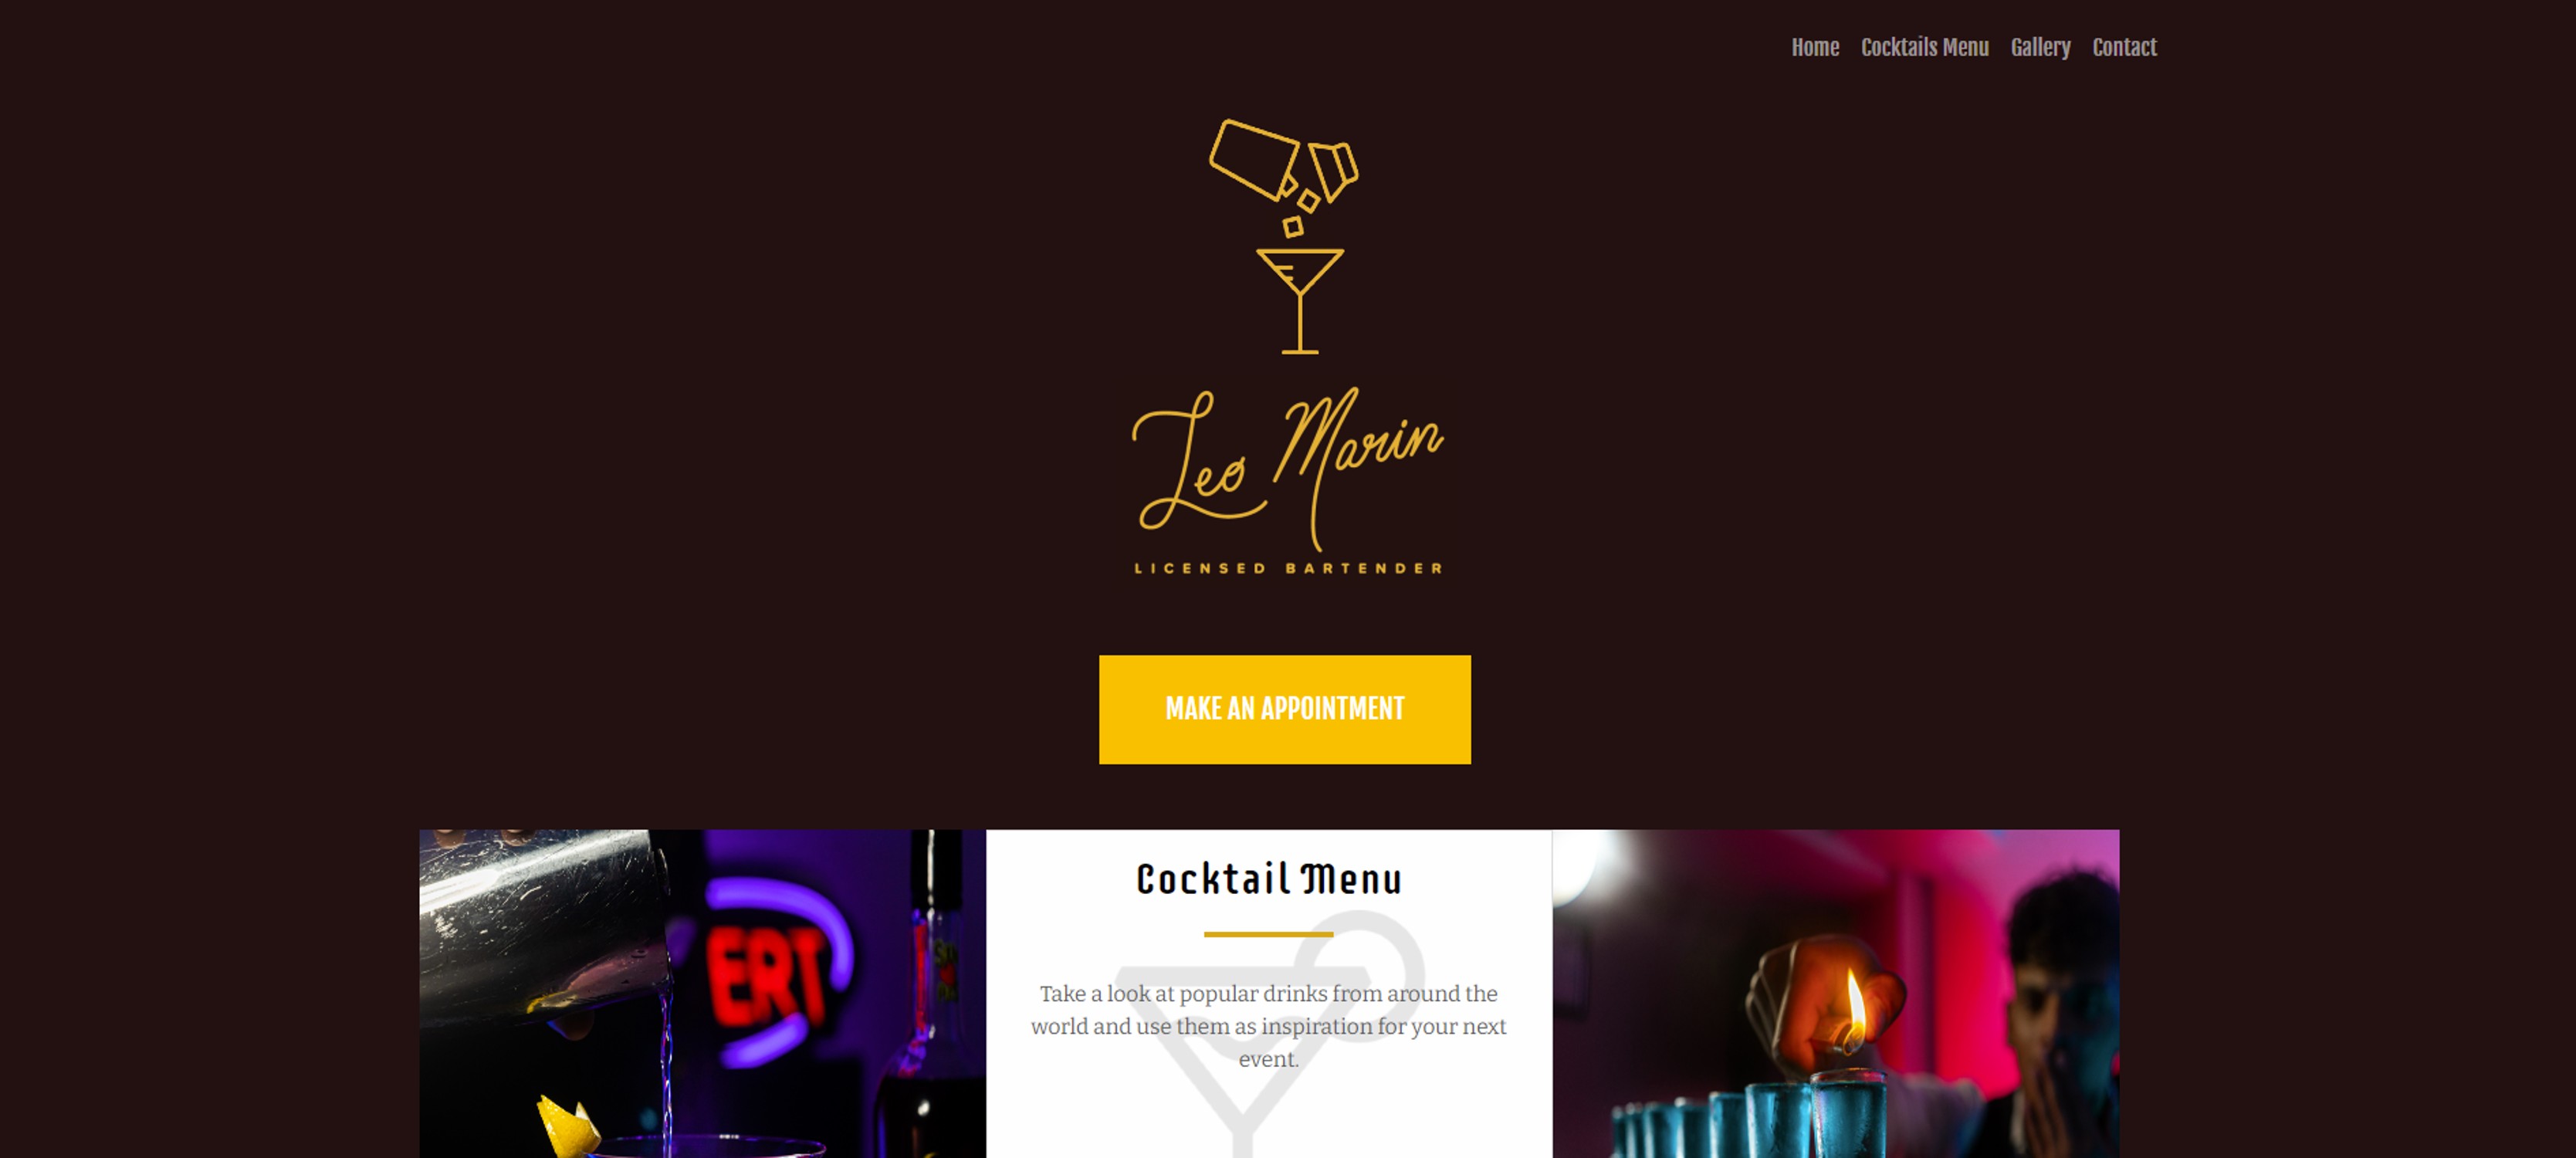 Home Cocktails Menu Gallery Contact
Leo Marin
LICENSED BARTENDER
MAKE AN APPOINTMENT
ERT
Cocktail Menu
Take a look at popular drinks from around the
world and use them as inspiration for your next
event.